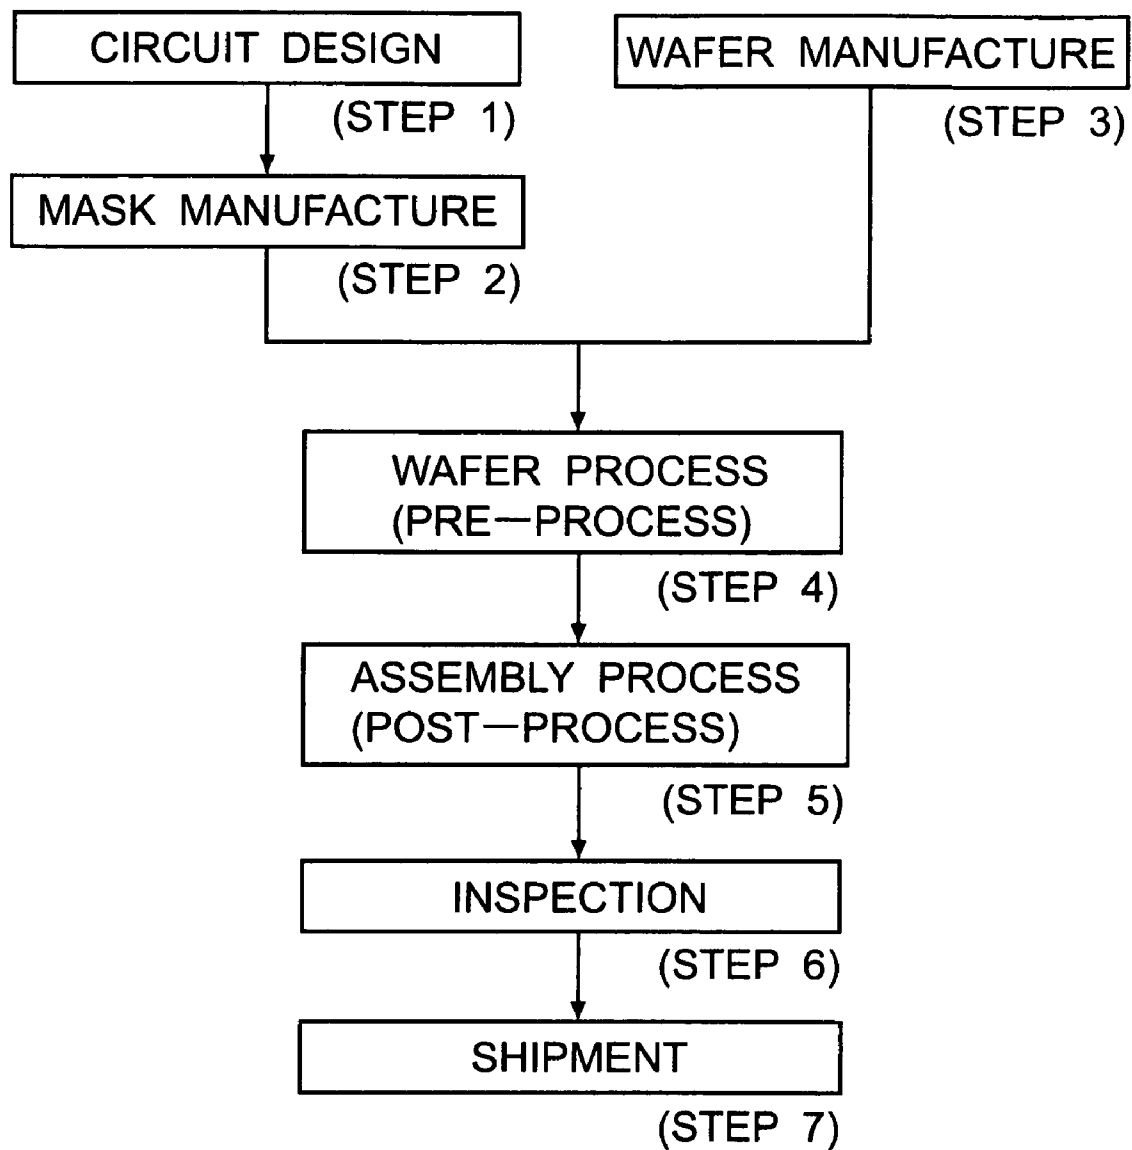 CIRCUIT DESIGN
(STEP 1)
WAFER MANUFACTURE
(STEP 3)
MASK MANUFACTURE
(STEP 2)
WAFER PROCESS
(PRE—PROCESS)
(STEP 4)
ASSEMBLY PROCESS
(POST—PROCESS)
(STEP 5)
INSPECTION
(STEP 6)
SHIPMENT
(STEP 7)